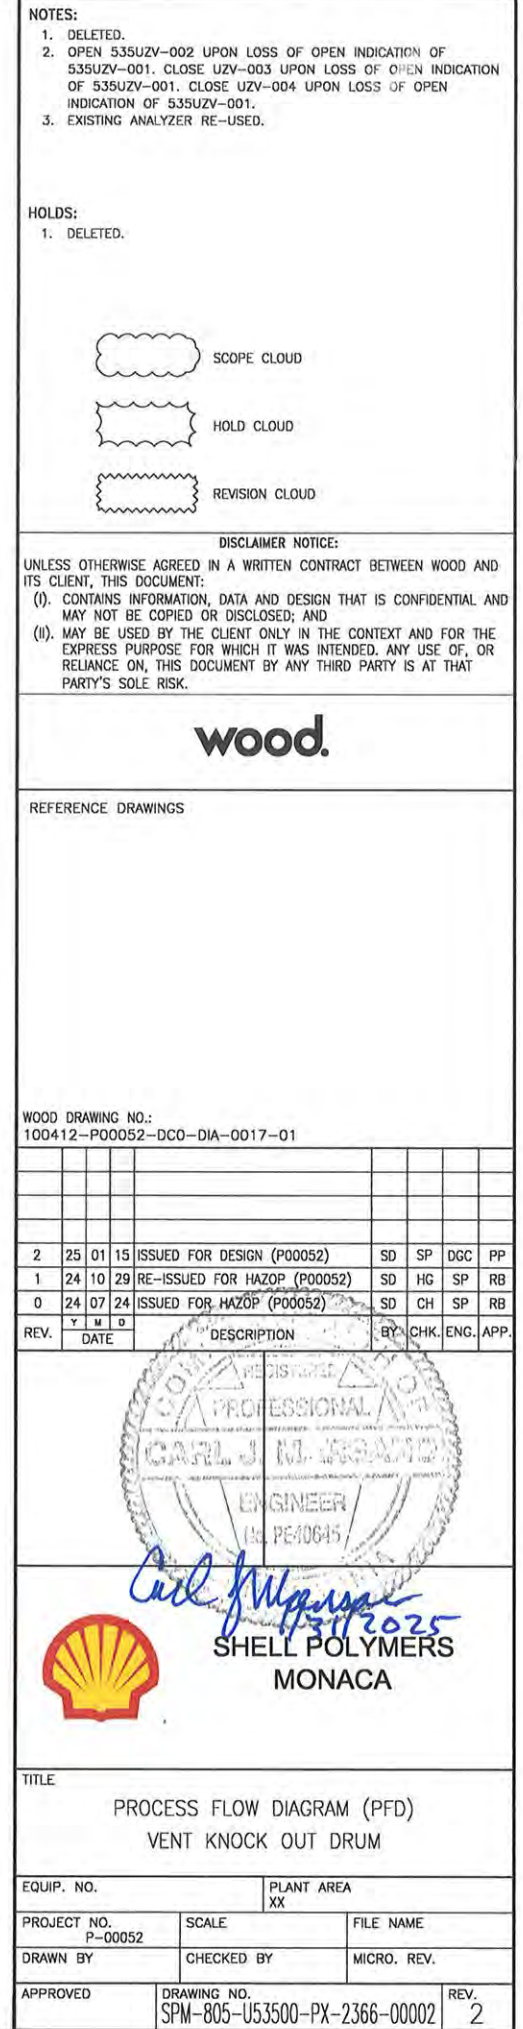 NOTES:
1. DELETED.
2. OPEN 535UZV-002 UPON LOSS OF OPEN INDICATION OF
535UZV-001. CLOSE UZV-003 UPON LOSS OF OPEN INDICATION
OF 535UZV-001. CLOSE UZV-004 UPON LOSS OF OPEN
INDICATION OF 535UZV-001.
3. EXISTING ANALYZER RE-USED.
HOLDS:
1. DELETED.
SCOPE CLOUD
HOLD CLOUD
REVISION CLOUD
DISCLAIMER NOTICE:
UNLESS OTHERWISE AGREED IN A WRITTEN CONTRACT BETWEEN WOOD AND
ITS CLIENT, THIS DOCUMENT:
(I). CONTAINS INFORMATION, DATA AND DESIGN THAT IS CONFIDENTIAL AND
MAY NOT BE COPIED OR DISCLOSED; AND
(II). MAY BE USED BY THE CLIENT ONLY IN THE CONTEXT AND FOR THE
EXPRESS PURPOSE FOR WHICH IT WAS INTENDED. ANY USE OF, OR
RELIANCE ON, THIS DOCUMENT BY ANY THIRD PARTY IS AT THAT
PARTY'S SOLE RISK.
wood.
REFERENCE DRAWINGS
WOOD DRAWING NO.:
100412-P00052-DC0-DIA-0017-01
2 25 01 15 ISSUED FOR DESIGN (P00052) SD SP DGC PP
1 24 10 29 RE-ISSUED FOR HAZOP (P00052) SD HG SP RB
0 24 07 24 ISSUED FOR HAZOP (P00052) SD CH SP RB
REV. Y M D DATE DESCRIPTION BY CHK. ENG. APP.
REGISTERED
PROFESSIONAL
CARL J. M.
ENGINEER
PE40645
1/31/2025
SHELL POLYMERS
MONACA
TITLE
PROCESS FLOW DIAGRAM (PFD)
VENT KNOCK OUT DRUM
EQUIP. NO. PLANT AREA
XX
PROJECT NO. SCALE FILE NAME
P-00052
DRAWN BY CHECKED BY MICRO. REV.
APPROVED DRAWING NO. REV.
SPM-805-U53500-PX-2366-00002 2